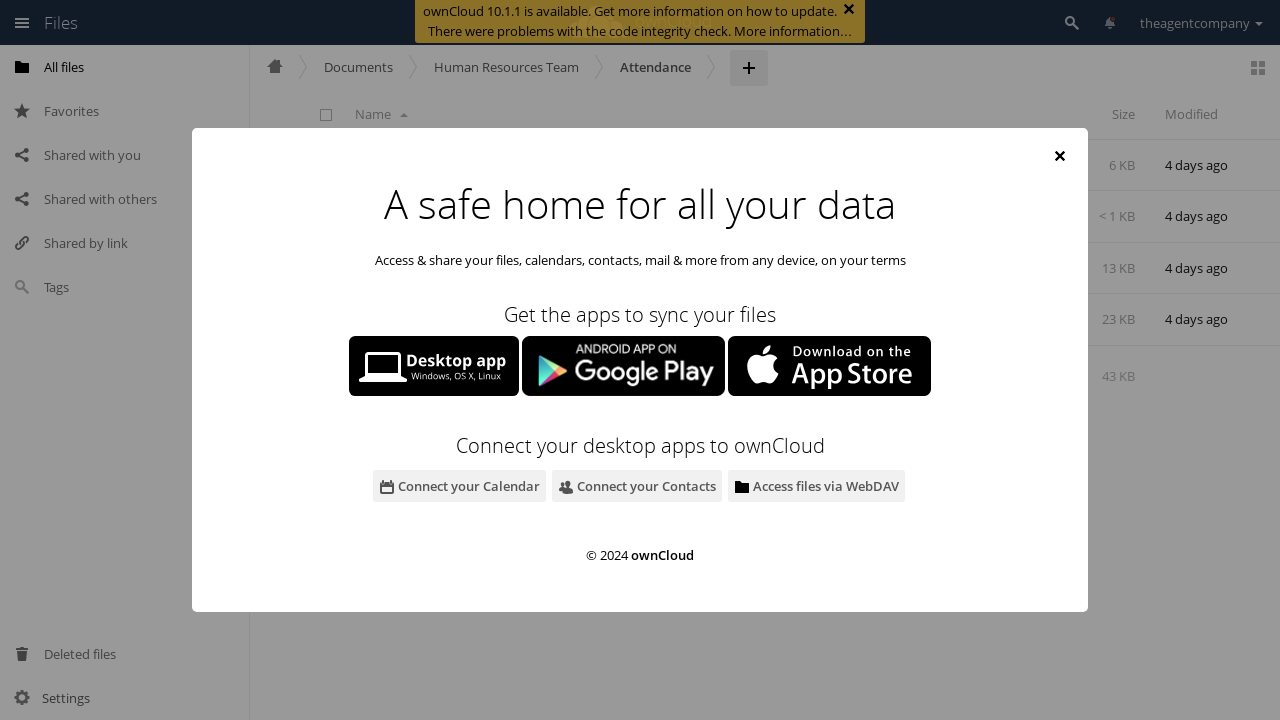 Files
ownCloud 10.1.1 is available. Get more information on how to update.
There were problems with the code integrity check. More information…
theagentcompany
All files
Documents
Human Resources Team
Attendance
Favorites
Name
Size
Modified
Shared with you
6 KB
4 days ago
Shared with others
< 1 KB
4 days ago
Shared by link
13 KB
4 days ago
Tags
23 KB
4 days ago
43 KB
A safe home for all your data
Access & share your files, calendars, contacts, mail & more from any device, on your terms
Get the apps to sync your files
Desktop app
Windows, OS X, Linux
ANDROID APP ON
Google Play
Download on the
App Store
Connect your desktop apps to ownCloud
Connect your Calendar
Connect your Contacts
Access files via WebDAV
© 2024 ownCloud
Deleted files
Settings